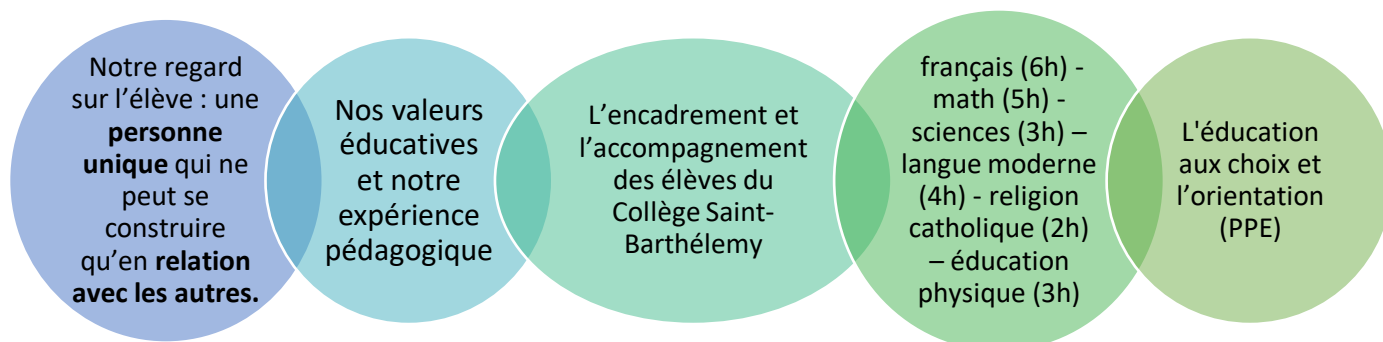 Notre regard
sur l’élève : une
personne
unique qui ne
peut se
construire
qu’en relation
avec les autres.
Nos valeurs
éducatives
et notre
expérience
pédagogique
L’encadrement et
l’accompagnement
des élèves du
Collège Saint-
Barthélemy
français (6h) -
math (5h) -
sciences (3h) –
langue moderne
(4h) - religion
catholique (2h)
– éducation
physique (3h)
L'éducation
aux choix et
l’orientation
(PPE)